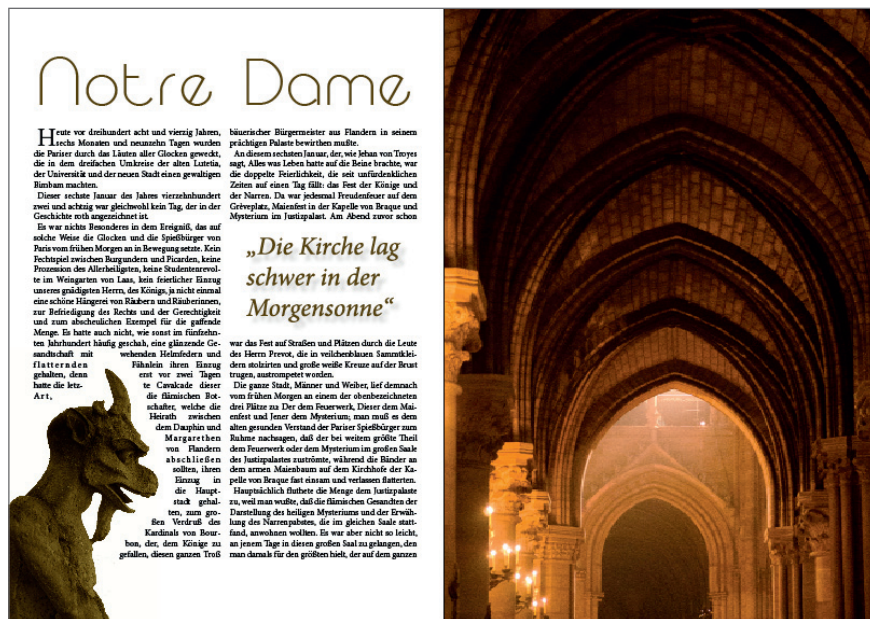 Notre Dame
Heute vor dreihundert acht und vierzig Jahren,
sechs Monaten und neunzehn Tagen wurden
die Pariser durch das Läuten aller Glocken geweckt,
die in dem dreifachen Umkreise der alten Lutetia,
der Universität und der neuen Stadt einen gewaltigen
Bimbam machten.
Dieser sechste Januar des Jahres vierzehnhundert
zwei und achtzig war gleichwohl kein Tag, der in der
Geschichte roth angezeichnet ist.
Es war nichts Besonderes in dem Ereigniß, das auf
solche Weise die Glocken und die Spießbürger von
Paris vom frühen Morgen an in Bewegung setzte. Kein
Fechtspiel zwischen Burgundern und Picarden, keine
Prozession des Allerheiligsten, keine Studentenrevol-
te im Weingarten von Laas, kein feierlicher Einzug
unseres gnädigsten Herrn, des Königs, ja nicht einmal
eine schöne Hängerei von Räubern und Räuberinnen,
zur Befriedigung des Rechts und der Gerechtigkeit
und zum abscheulichen Exempel für die gaffende
Menge. Es hatte auch nicht, wie sonst im fünfzehn-
ten Jahrhundert häufig geschah, eine glänzende Ge-
sandtschaft mit wehenden Helmfedern und
flatternden Fähnlein ihren Einzug
gehalten, denn erst vor zwei Tagen
hatte die letz- te Cavalcade dieser
Art, die flämischen Bot-
schafter, welche die
Heirath zwischen
dem Dauphin und
Margarethen
von Flandern
abschließen
sollten, ihren
Einzug in
die Haupt-
stadt gehal-
ten, zum gro-
ßen Verdruß des
Kardinals von Bour-
bon, der, dem Könige zu
gefallen, diesen ganzen Troß
bäuerischer Bürgermeister aus Flandern in seinem
prächtigen Palaste bewirthen mußte.
An diesem sechsten Januar, der, wie Jehan von Troyes
sagt, Alles was Leben hatte auf die Beine brachte, war
die doppelte Feierlichkeit, die seit unfürdenklichen
Zeiten auf einen Tag fällt: das Fest der Könige und
der Narren. Da war jedesmal Freudenfeuer auf dem
Grèveplatz, Maienfest in der Kapelle von Braque und
Mysterium im Justizpalast. Am Abend zuvor schon
„Die Kirche lag
schwer in der
Morgensonne“
war das Fest auf Straßen und Plätzen durch die Leute
des Herrn Prevot, die in veilchenblauen Sammtklei-
dern stolzirten und große weiße Kreuze auf der Brust
trugen, austrompetet worden.
Die ganze Stadt, Männer und Weiber, lief demnach
vom frühen Morgen an einem der obenbezeichneten
drei Plätze zu: Der dem Feuerwerk, Dieser dem Mai-
enfest und Jener dem Mysterium; man muß es dem
alten gesunden Verstand der Pariser Spießbürger zum
Ruhme nachsagen, daß der bei weitem größte Theil
dem Feuerwerk oder dem Mysterium im großen Saale
des Justizpalastes zuströmte, während die Bänder an
dem armen Maienbaum auf dem Kirchhofe der Ka-
pelle von Braque fast einsam und verlassen flatterten.
Hauptsächlich fluthete die Menge dem Justizpalaste
zu, weil man wußte, daß die flämischen Gesandten der
Darstellung des heiligen Mysteriums und der Erwäh-
lung des Narrenpabstes, die im gleichen Saale statt-
fand, anwohnen wollten. Es war aber nicht so leicht,
an jenem Tage in diesen großen Saal zu gelangen, den
man damals für den größten hielt, der auf dem ganzen